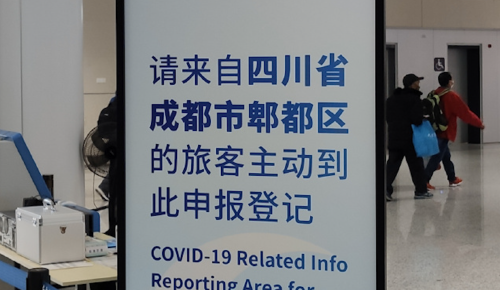 请来自四川省
成都市郫都区
的旅客主动到
此申报登记
COVID-19 Related Info
Reporting Area for